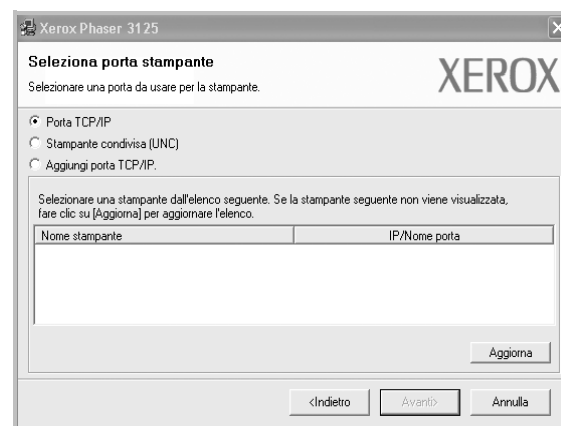 Xerox Phaser 3125
Seleziona porta stampante
Selezionare una porta da usare per la stampante.
XEROX
Porta TCP/IP
Stampante condivisa (UNC)
Aggiungi porta TCP/IP.
Selezionare una stampante dall'elenco seguente. Se la stampante seguente non viene visualizzata,
fare clic su [Aggiorna] per aggiornare l'elenco.
Nome stampante IP/Nome porta
Aggiorna
<Indietro Avanti> Annulla